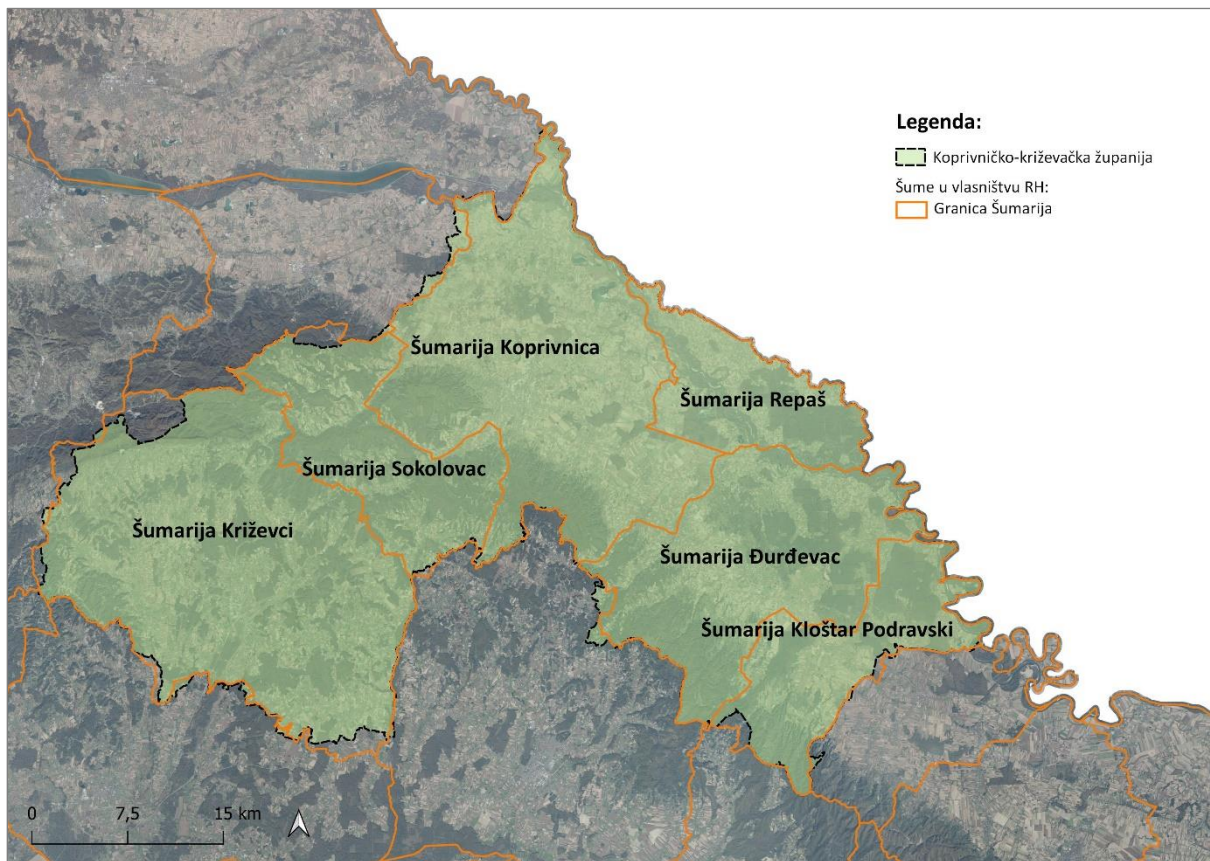 Legenda:
Koprivničko-križevačka županija
Šume u vlasništvu RH:
Granica Šumarija
Šumarija Koprivnica
Šumarija Repaš
Šumarija Sokolovac
Šumarija Križevci
Šumarija Đurđevac
Šumarija Kloštar Podravski
0 7,5 15 km